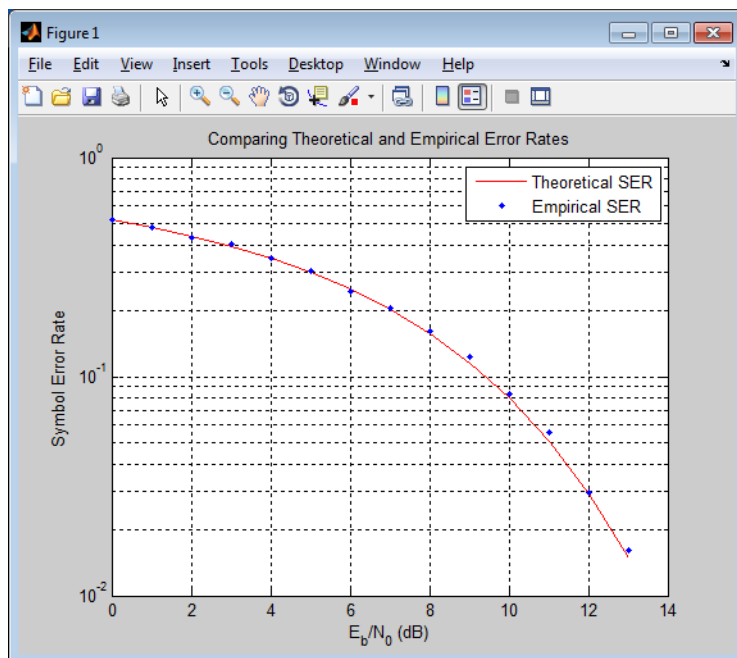 Figure 1
File Edit View Insert Tools Desktop Window Help
Comparing Theoretical and Empirical Error Rates
10^0
Theoretical SER
Empirical SER
Symbol Error Rate
10^-1
10^-2
0 2 4 6 8 10 12 14
E_b/N_0 (dB)